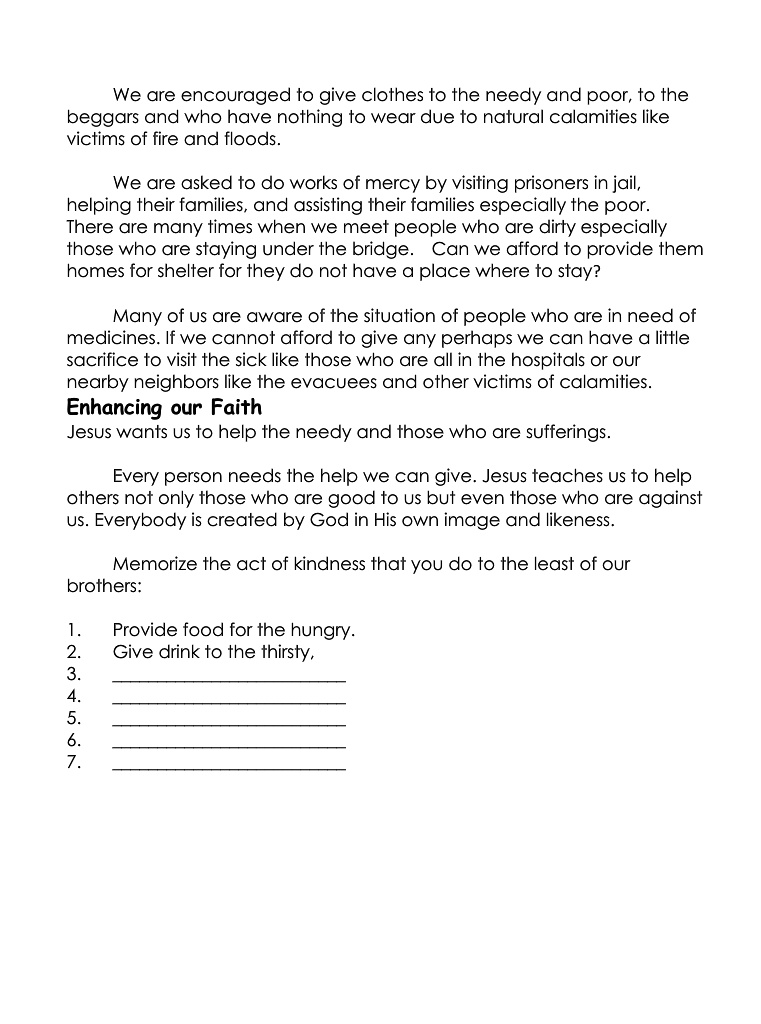 We are encouraged to give clothes to the needy and poor, to the
beggars and who have nothing to wear due to natural calamities like
victims of fire and floods.
We are asked to do works of mercy by visiting prisoners in jail,
helping their families, and assisting their families especially the poor.
There are many times when we meet people who are dirty especially
those who are staying under the bridge.   Can we afford to provide them
homes for shelter for they do not have a place where to stay?
Many of us are aware of the situation of people who are in need of
medicines. If we cannot afford to give any perhaps we can have a little
sacrifice to visit the sick like those who are all in the hospitals or our
nearby neighbors like the evacuees and other victims of calamities.
Enhancing our Faith
Jesus wants us to help the needy and those who are sufferings.
Every person needs the help we can give. Jesus teaches us to help
others not only those who are good to us but even those who are against
us. Everybody is created by God in His own image and likeness.
Memorize the act of kindness that you do to the least of our
brothers:
1. Provide food for the hungry.
2. Give drink to the thirsty,
3. __________________________
4. __________________________
5. __________________________
6. __________________________
7. __________________________